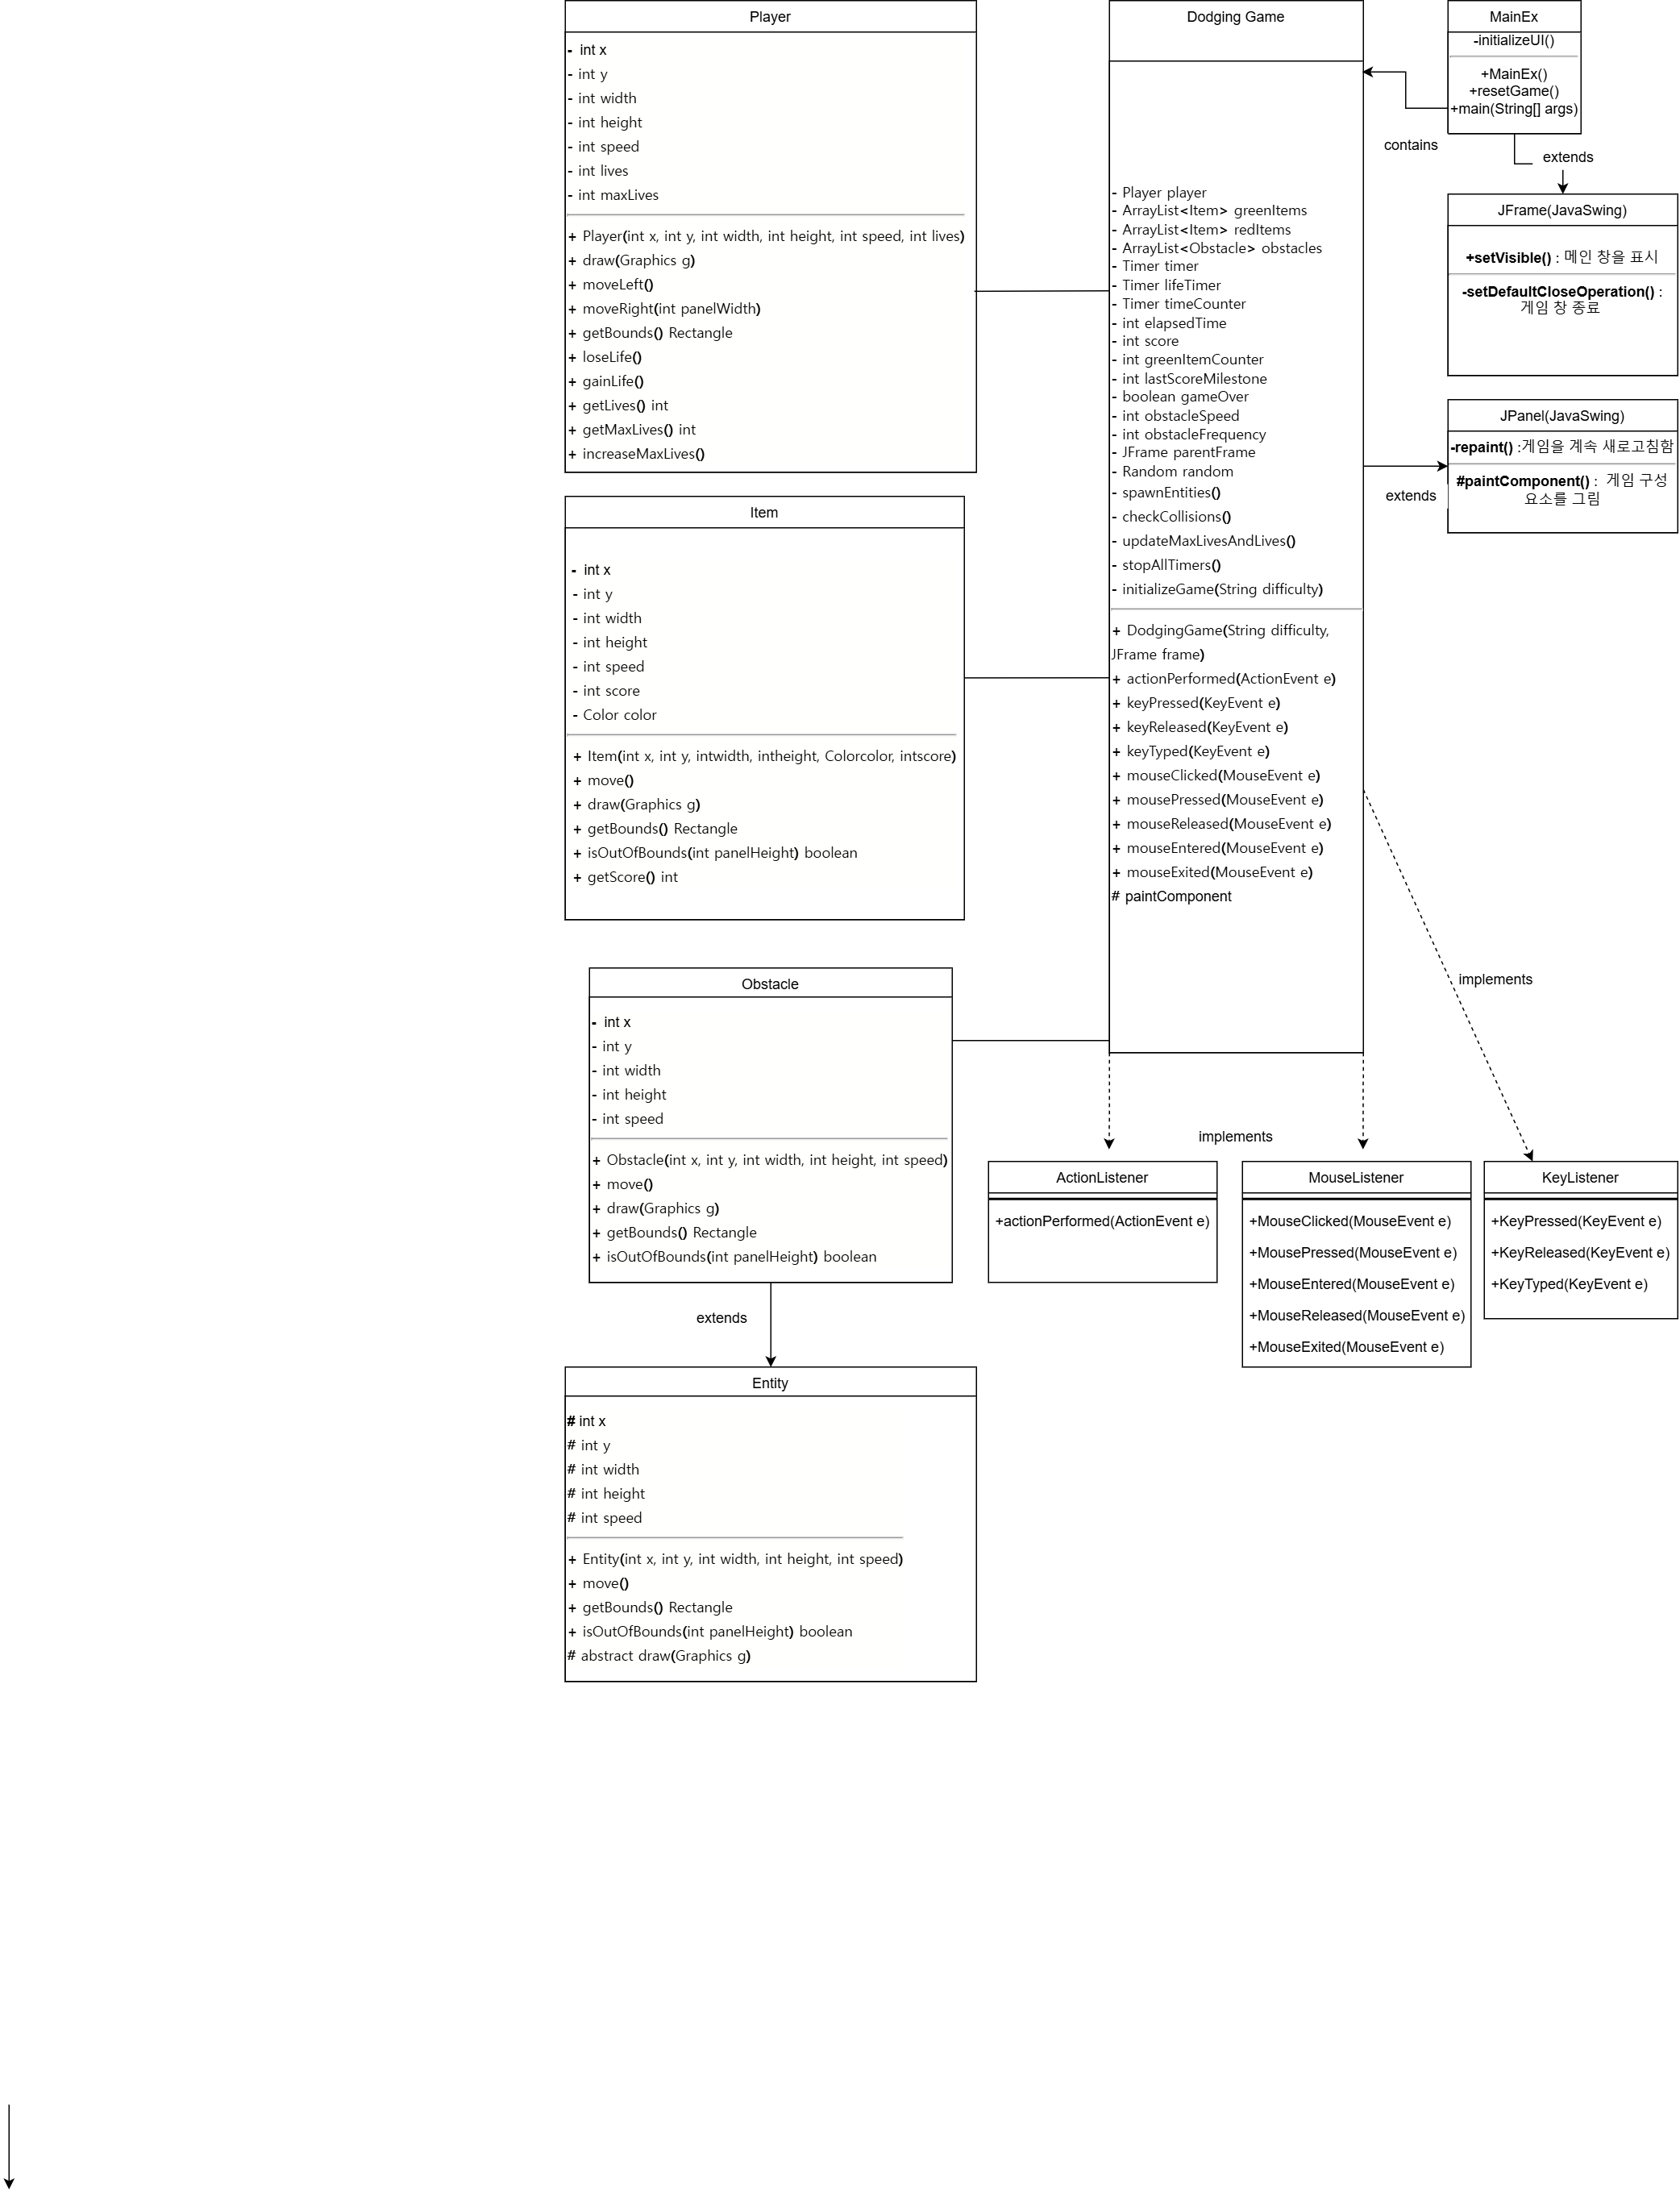 Player
- int x
- int y
- int width
- int height
- int speed
- int lives
- int maxLives
+ Player(int x, int y, int width, int height, int speed, int lives)
+ draw(Graphics g)
+ moveLeft()
+ moveRight(int panelWidth)
+ getBounds() Rectangle
+ loseLife()
+ gainLife()
+ getLives() int
+ getMaxLives() int
+ increaseMaxLives()
Item
- int x
- int y
- int width
- int height
- int speed
- int score
- Color color
+ Item(int x, int y, intwidth, intheight, Colorcolor, intscore)
+ move()
+ draw(Graphics g)
+ getBounds() Rectangle
+ isOutOfBounds(int panelHeight) boolean
+ getScore() int
Obstacle
- int x
- int y
- int width
- int height
- int speed
+ Obstacle(int x, int y, int width, int height, int speed)
+ move()
+ draw(Graphics g)
+ getBounds() Rectangle
+ isOutOfBounds(int panelHeight) boolean
extends
Entity
# int x
# int y
# int width
# int height
# int speed
+ Entity(int x, int y, int width, int height, int speed)
+ move()
+ getBounds() Rectangle
+ isOutOfBounds(int panelHeight) boolean
# abstract draw(Graphics g)
Dodging Game
- Player player
- ArrayList<Item> greenItems
- ArrayList<Item> redItems
- ArrayList<Obstacle> obstacles
- Timer timer
- Timer lifeTimer
- Timer timeCounter
- int elapsedTime
- int score
- int greenItemCounter
- int lastScoreMilestone
- boolean gameOver
- int obstacleSpeed
- int obstacleFrequency
- JFrame parentFrame
- Random random
- spawnEntities()
- checkCollisions()
- updateMaxLivesAndLives()
- stopAllTimers()
- initializeGame(String difficulty)
+ DodgingGame(String difficulty,
JFrame frame)
+ actionPerformed(ActionEvent e)
+ keyPressed(KeyEvent e)
+ keyReleased(KeyEvent e)
+ keyTyped(KeyEvent e)
+ mouseClicked(MouseEvent e)
+ mousePressed(MouseEvent e)
+ mouseReleased(MouseEvent e)
+ mouseEntered(MouseEvent e)
+ mouseExited(MouseEvent e)
# paintComponent
MainEx
-initializeUI()
+MainEx()
+resetGame()
+main(String[] args)
contains
extends
JFrame(JavaSwing)
+setVisible() : 메인 창을 표시
-setDefaultCloseOperation() :
게임 창 종료
JPanel(JavaSwing)
-repaint() :게임을 계속 새로고침함
#paintComponent() : 게임 구성
요소를 그림
extends
implements
implements
ActionListener
+actionPerformed(ActionEvent e)
MouseListener
+MouseClicked(MouseEvent e)
+MousePressed(MouseEvent e)
+MouseEntered(MouseEvent e)
+MouseReleased(MouseEvent e)
+MouseExited(MouseEvent e)
KeyListener
+KeyPressed(KeyEvent e)
+KeyReleased(KeyEvent e)
+KeyTyped(KeyEvent e)